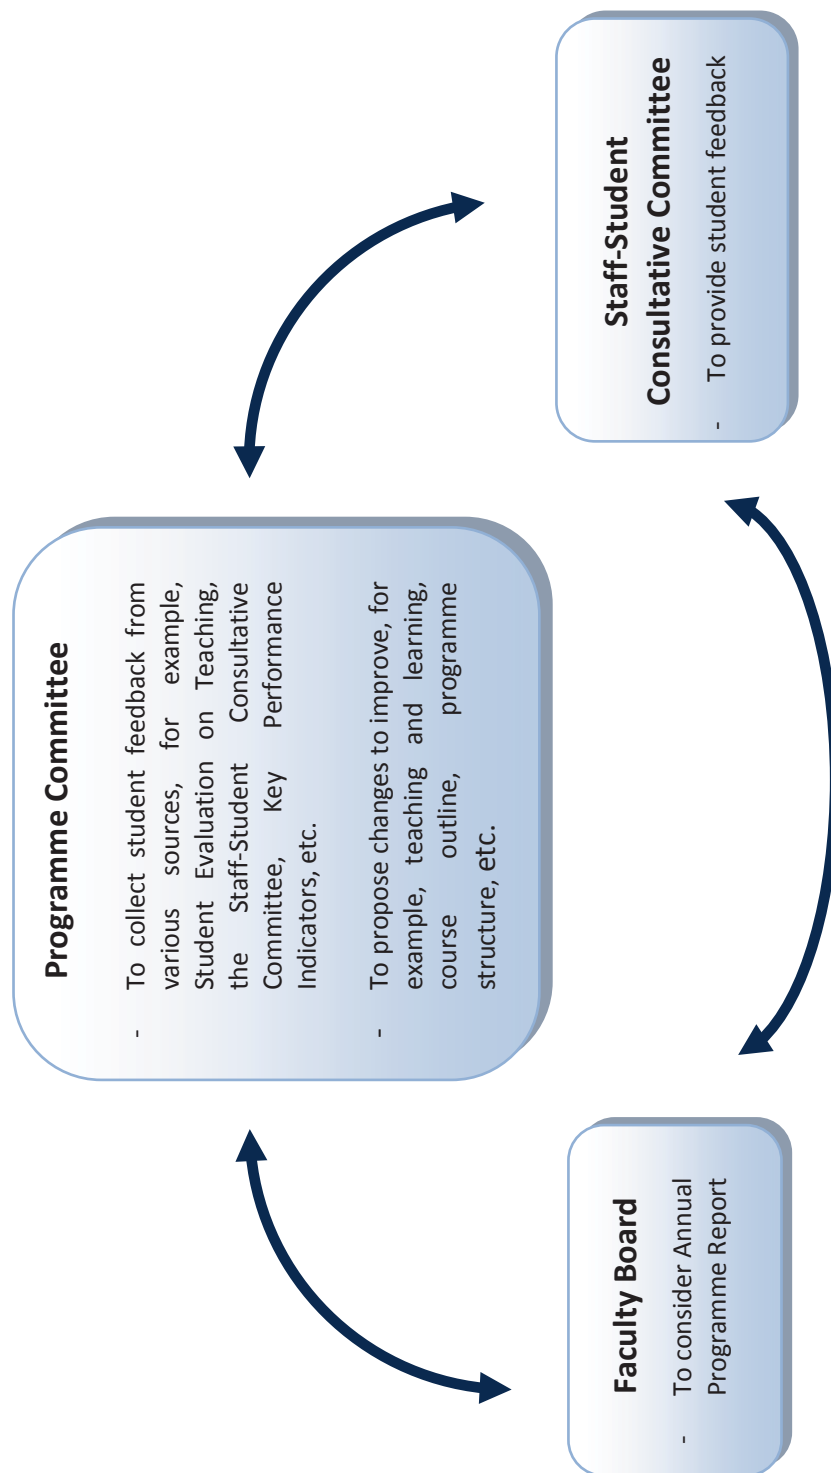 Programme Committee
- To collect student feedback from
various sources, for example,
Student Evaluation on Teaching,
the Staff-Student Consultative
Committee, Key Performance
Indicators, etc.
- To propose changes to improve, for
example, teaching and learning,
course outline, programme
structure, etc.
Faculty Board
- To consider Annual
Programme Report
Staff-Student
Consultative Committee
- To provide student feedback